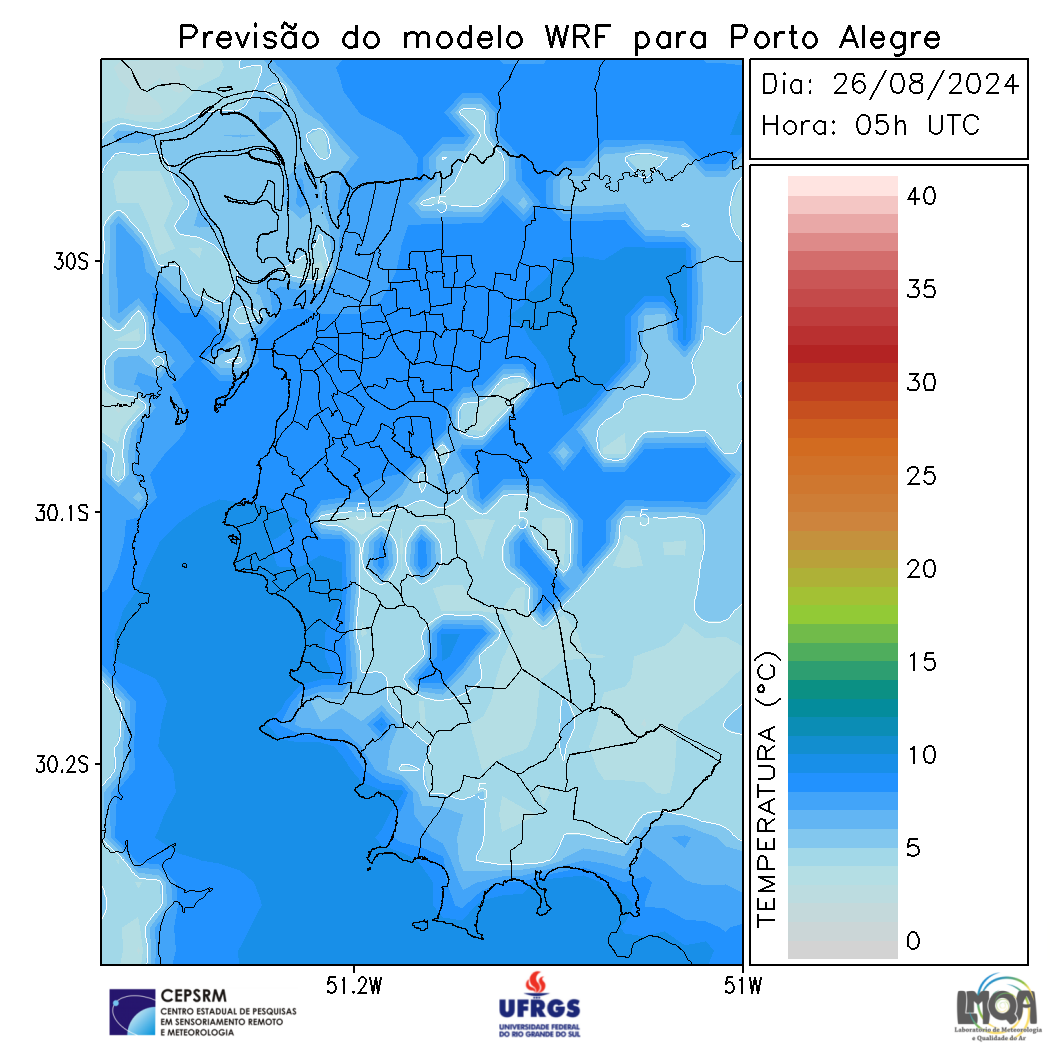 Previsão do modelo WRF para Porto Alegre
Dia: 26/08/2024
Hora: 05h UTC
40
35
30
25
20
15
10
5
0
TEMPERATURA (°C)
30S
30.1S
30.2S
51.2W
51W
5
5
5
5
5
CEPSRM
CENTRO ESTADUAL DE PESQUISAS
EM SENSORIAMENTO REMOTO
E METEOROLOGIA
UFRGS
UNIVERSIDADE FEDERAL
DO RIO GRANDE DO SUL
LMQA
Laboratório de Meteorologia
e Qualidade do Ar